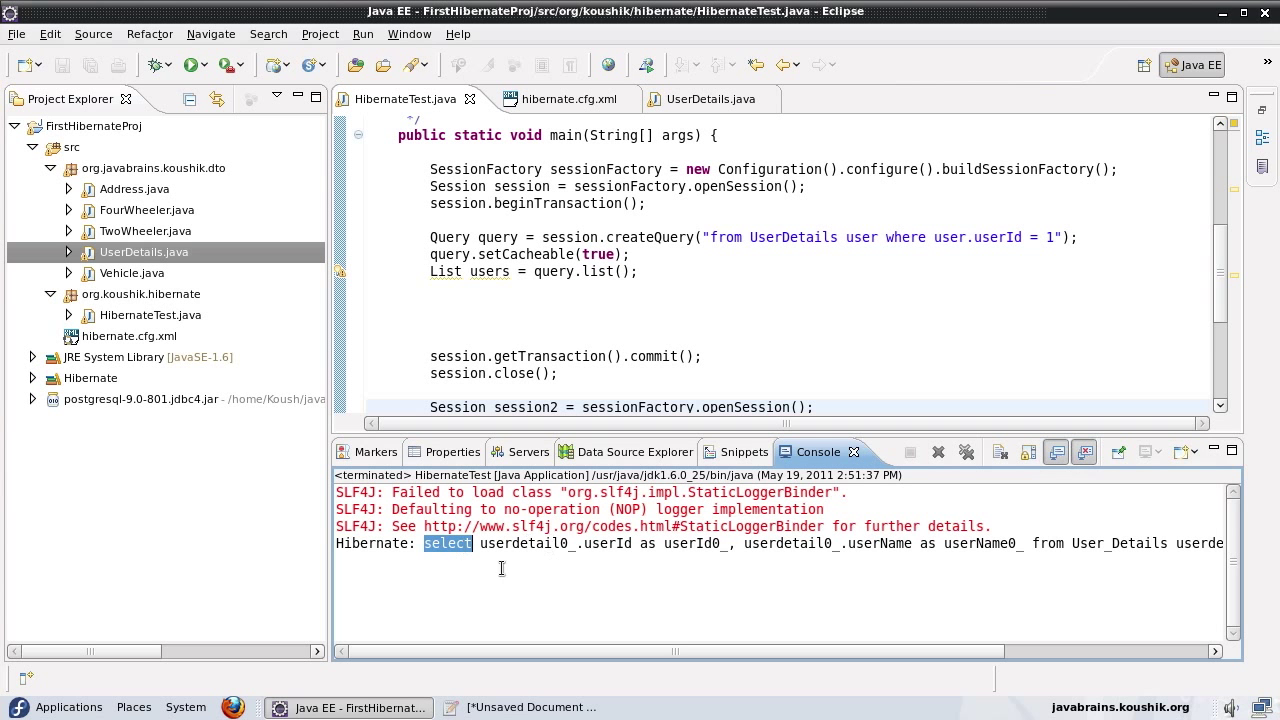 Java EE - FirstHibernateProj/src/org/koushik/hibernate/HibernateTest.java - Eclipse
File Edit Source Refactor Navigate Search Project Run Window Help
Java EE
Project Explorer
FirstHibernateProj
src
org.javabrains.koushik.dto
Address.java
FourWheeler.java
TwoWheeler.java
UserDetails.java
Vehicle.java
org.koushik.hibernate
HibernateTest.java
hibernate.cfg.xml
JRE System Library [JavaSE-1.6]
Hibernate
postgresql-9.0-801.jdbc4.jar - /home/Koush/java
HibernateTest.java hibernate.cfg.xml UserDetails.java
*/
public static void main(String[] args) {
SessionFactory sessionFactory = new Configuration().configure().buildSessionFactory();
Session session = sessionFactory.openSession();
session.beginTransaction();
Query query = session.createQuery("from UserDetails user where user.userId = 1");
query.setCacheable(true);
List users = query.list();
session.getTransaction().commit();
session.close();
Session session2 = sessionFactory.openSession();
Markers Properties Servers Data Source Explorer Snippets Console
<terminated> HibernateTest [Java Application] /usr/java/jdk1.6.0_25/bin/java (May 19, 2011 2:51:37 PM)
SLF4J: Failed to load class "org.slf4j.impl.StaticLoggerBinder".
SLF4J: Defaulting to no-operation (NOP) logger implementation
SLF4J: See http://www.slf4j.org/codes.html#StaticLoggerBinder for further details.
Hibernate: select userdetail0_.userId as userId0_, userdetail0_.userName as userName0_ from User_Details userde
Applications Places System Java EE - FirstHibernat... [*Unsaved Document ... javabrains.koushik.org